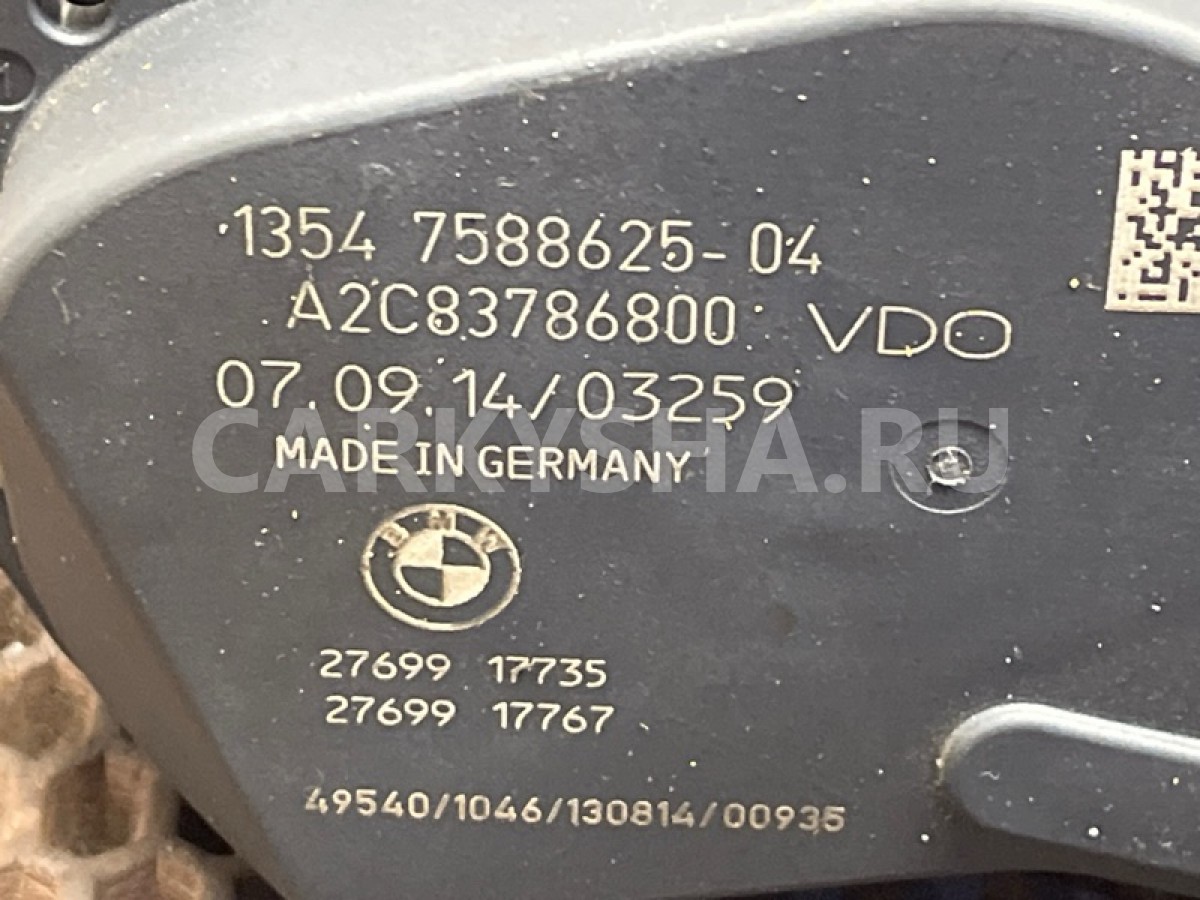 1354 7588625-04
A2C83786800 VDO
07.09.14/03259
CARKYSHA.RU
MADE IN GERMANY
BMW
27699 17735
27699 17767
49540/1046/130814/00935